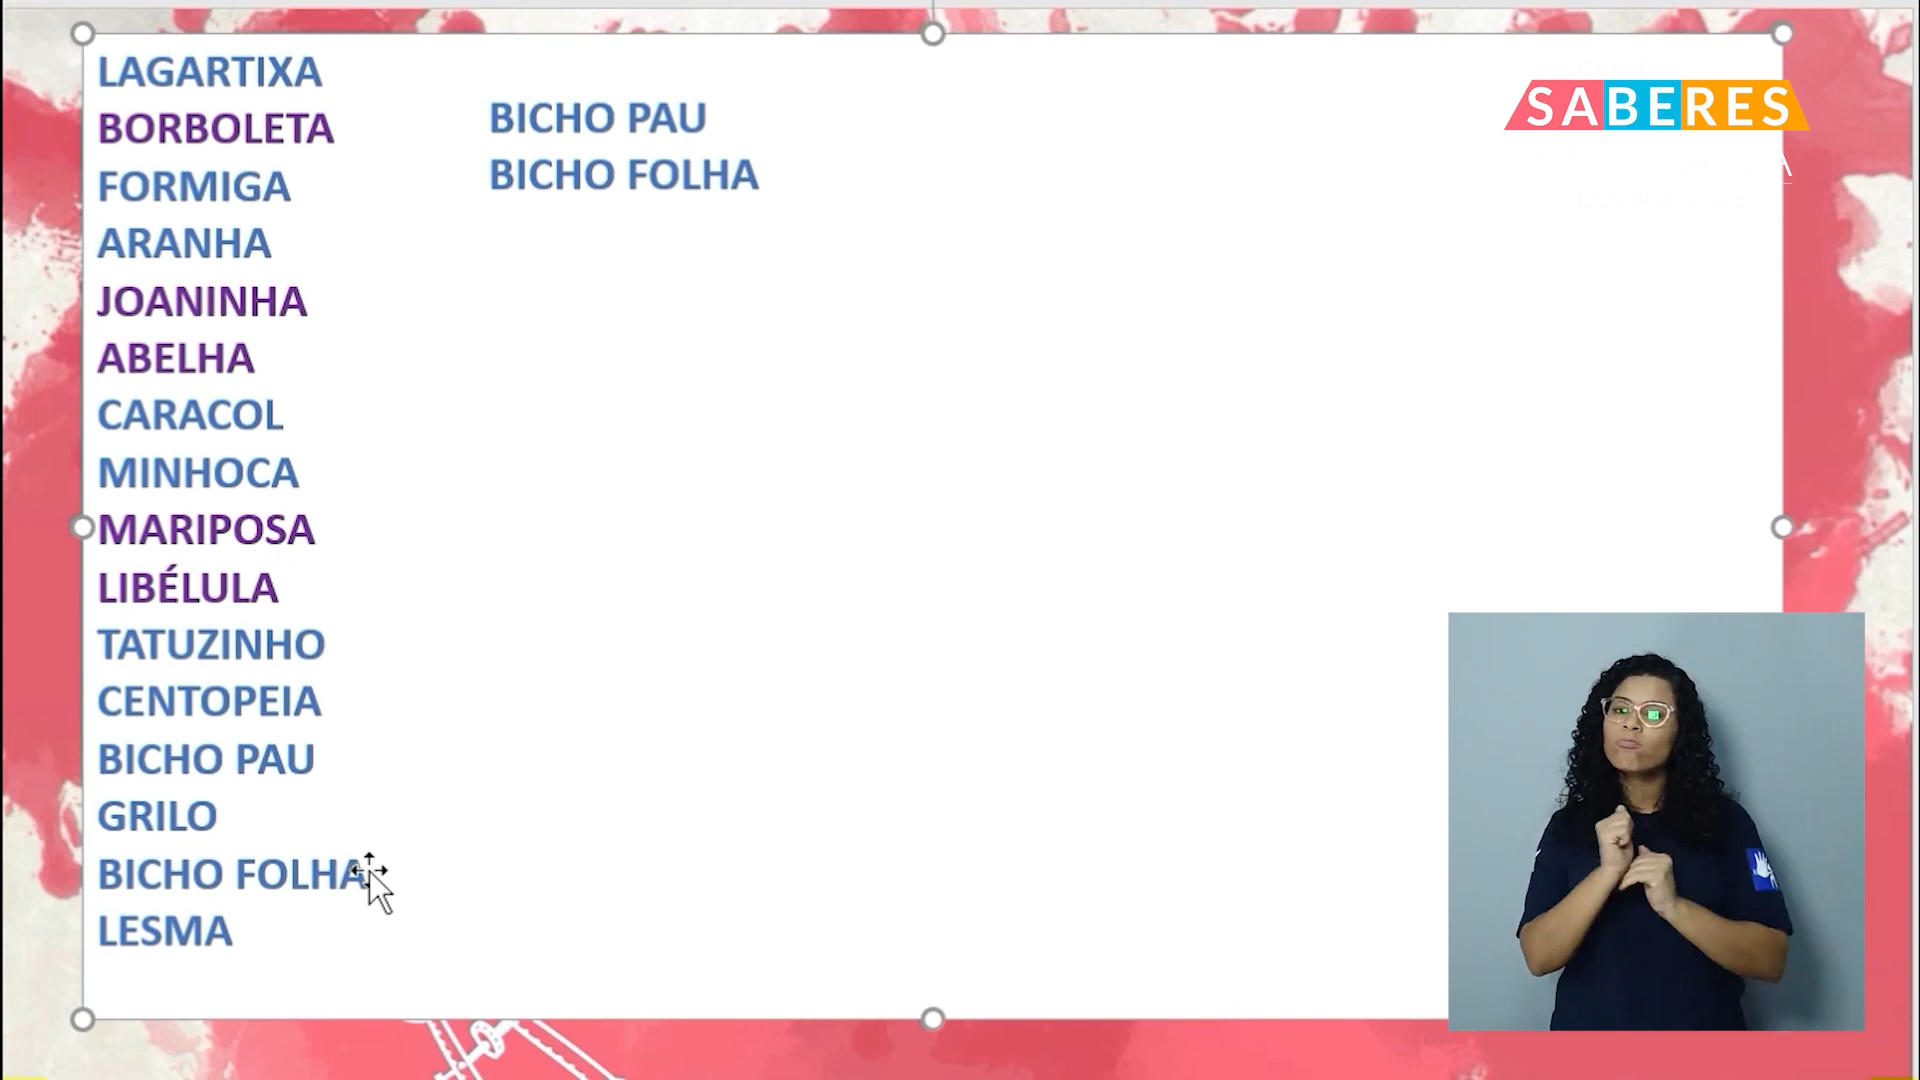 LAGARTIXA
BORBOLETA
FORMIGA
ARANHA
JOANINHA
ABELHA
CARACOL
MINHOCA
MARIPOSA
LIBÉLULA
TATUZINHO
CENTOPEIA
BICHO PAU
GRILO
BICHO FOLHA
LESMA
BICHO PAU
BICHO FOLHA
SABERES